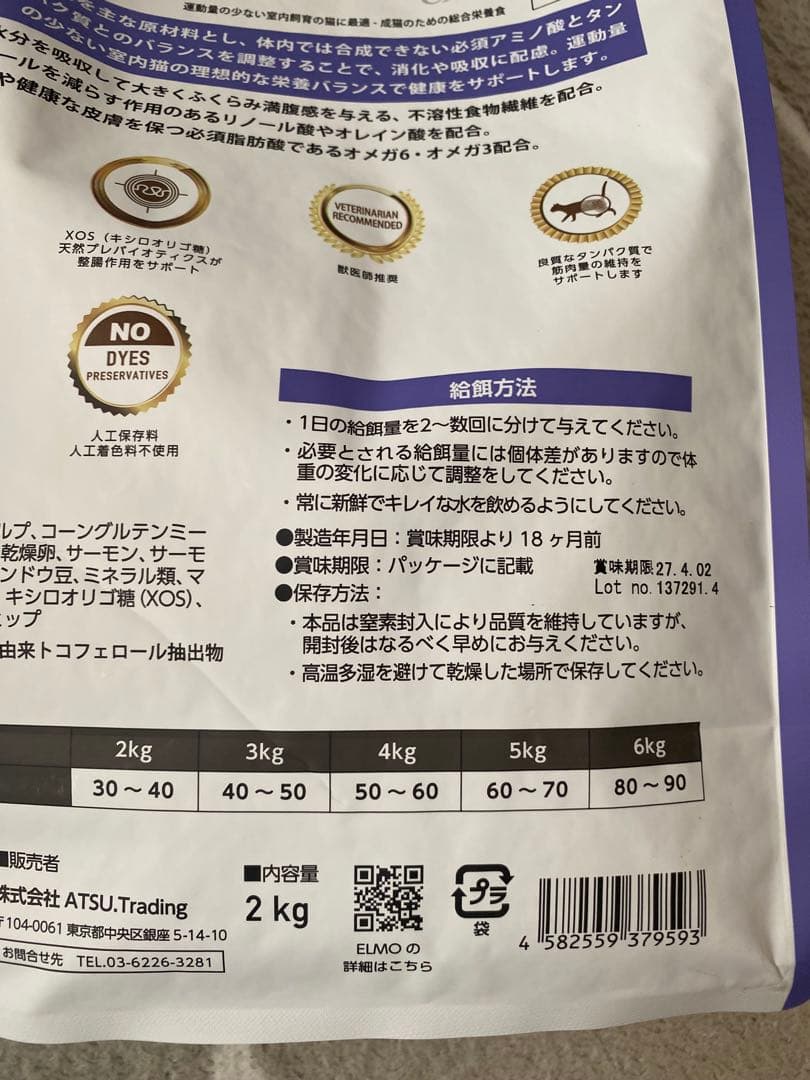 運動量の少ない室内飼育の猫に最適・成猫のための総合栄養食
を主な原材料とし、体内では合成できない必須アミノ酸とタン
パク質とのバランスを調整することで、消化や吸収に配慮。運動量
の少ない室内猫の理想的な栄養バランスで健康をサポートします。
水分を吸収して大きくふくらみ満腹感を与える、不溶性食物繊維を配合。
ールを減らす作用のあるリノール酸やオレイン酸を配合。
や健康な皮膚を保つ必須脂肪酸であるオメガ6・オメガ3配合。
XOS（キシロオリゴ糖）
天然プレバイオティクスが
整腸作用をサポート
VETERINARIAN
RECOMMENDED
獣医師推奨
良質なタンパク質で
筋肉量の維持を
サポートします
NO
DYES
PRESERVATIVES
人工保存料
人工着色料不使用
給餌方法
・1日の給餌量を2～数回に分けて与えてください。
・必要とされる給餌量には個体差がありますので体
重の変化に応じて調整をしてください。
・常に新鮮でキレイな水を飲めるようにしてください。
●製造年月日：賞味期限より18ヶ月前
●賞味期限：パッケージに記載
賞味期限27.4.02
Lot no.137291.4
●保存方法：
・本品は窒素封入により品質を維持していますが、
開封後はなるべく早めにお与えください。
・高温多湿を避けて乾燥した場所で保存してください。
ルプ、コーングルテンミー
乾燥卵、サーモン、サーモ
ンドウ豆、ミネラル類、マ
キシロオリゴ糖（XOS）、
ップ
由来トコフェロール抽出物
2kg 3kg 4kg 5kg 6kg
30～40 40～50 50～60 60～70 80～90
■販売者
株式会社 ATSU.Trading
〒104-0061 東京都中央区銀座 5-14-10
お問合せ先 TEL.03-6226-3281
■内容量
2 kg
ELMOの
詳細はこちら
プラ
袋
4 582559 379593